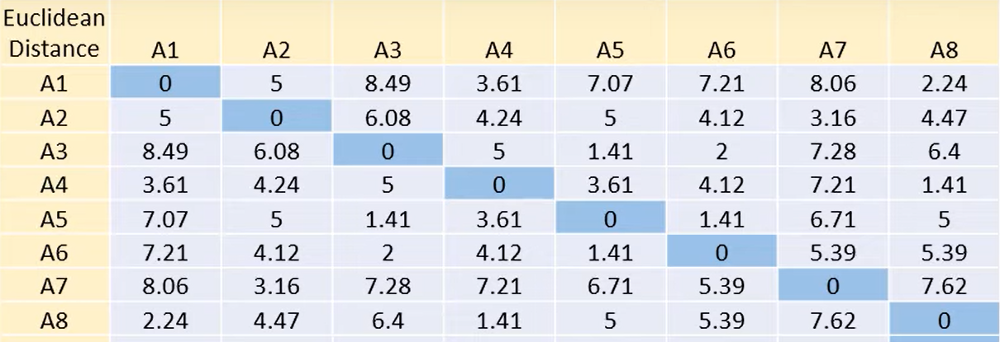 Euclidean
Distance A1 A2 A3 A4 A5 A6 A7 A8
A1 0 5 8.49 3.61 7.07 7.21 8.06 2.24
A2 5 0 6.08 4.24 5 4.12 3.16 4.47
A3 8.49 6.08 0 5 1.41 2 7.28 6.4
A4 3.61 4.24 5 0 3.61 4.12 7.21 1.41
A5 7.07 5 1.41 3.61 0 1.41 6.71 5
A6 7.21 4.12 2 4.12 1.41 0 5.39 5.39
A7 8.06 3.16 7.28 7.21 6.71 5.39 0 7.62
A8 2.24 4.47 6.4 1.41 5 5.39 7.62 0